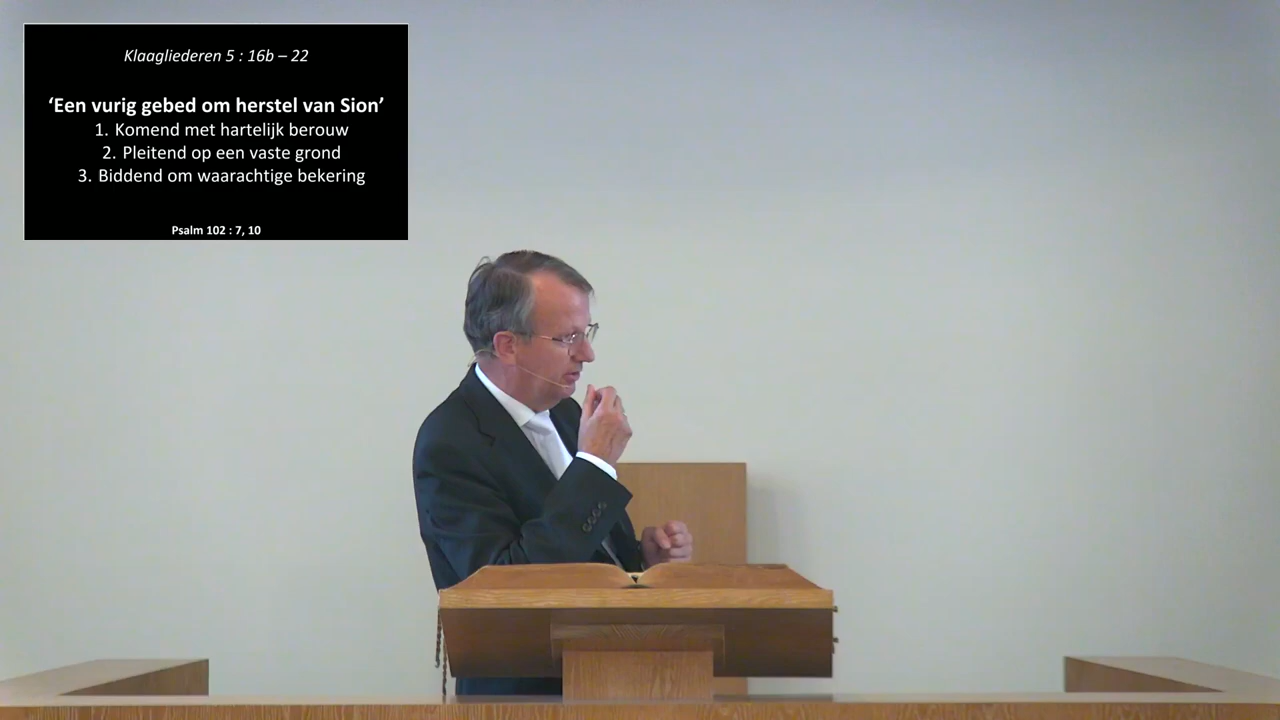 Klaagliederen 5 : 16b – 22
‘Een vurig gebed om herstel van Sion’
1. Komend met hartelijk berouw
2. Pleitend op een vaste grond
3. Biddend om waarachtige bekering
Psalm 102 : 7, 10